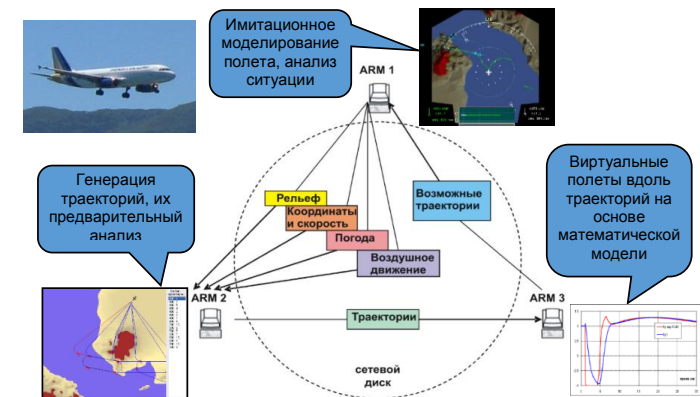 Имитационное
моделирование
полета, анализ
ситуации
ARM 1
Генерация
траекторий, их
предварительный
анализ
Виртуальные
полеты вдоль
траекторий на
основе
математической
модели
Рельеф
Координаты
и скорость
Погода
Воздушное
движение
Возможные
траектории
ARM 2
ARM 3
Траектории
сетевой
диск